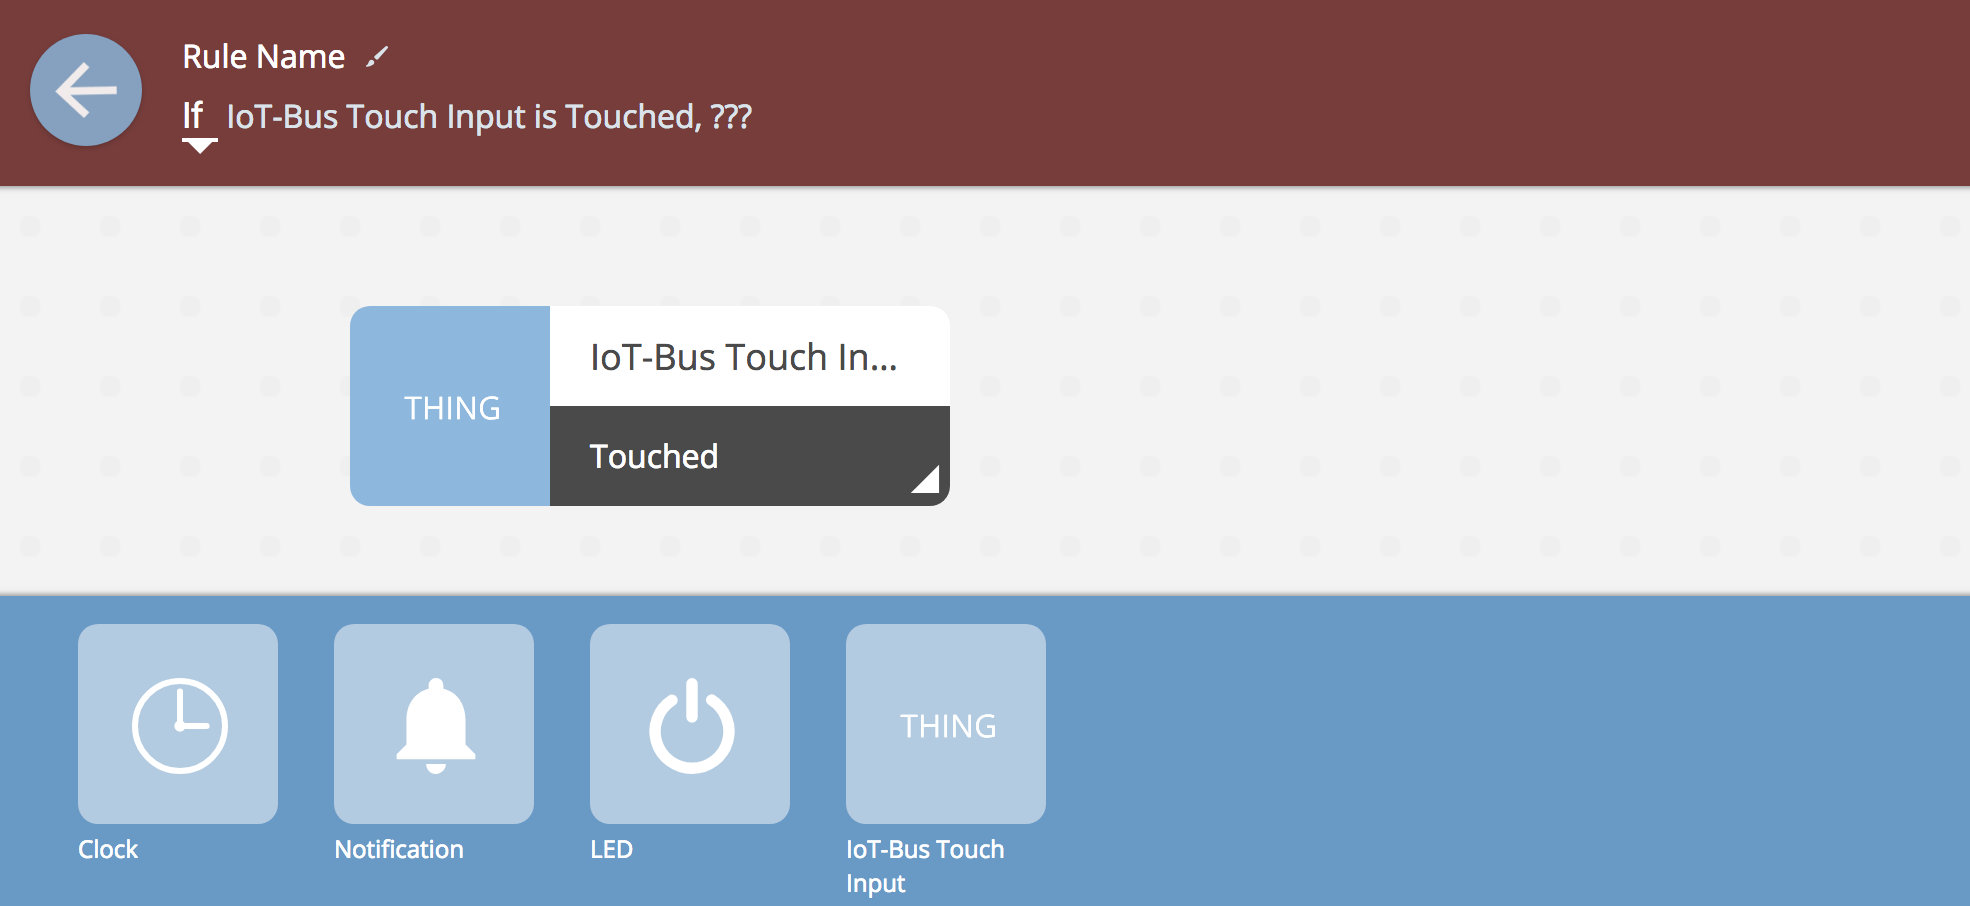 Rule Name
If IoT-Bus Touch Input is Touched, ???
THING
IoT-Bus Touch In...
Touched
THING
Clock
Notification
LED
IoT-Bus Touch
Input